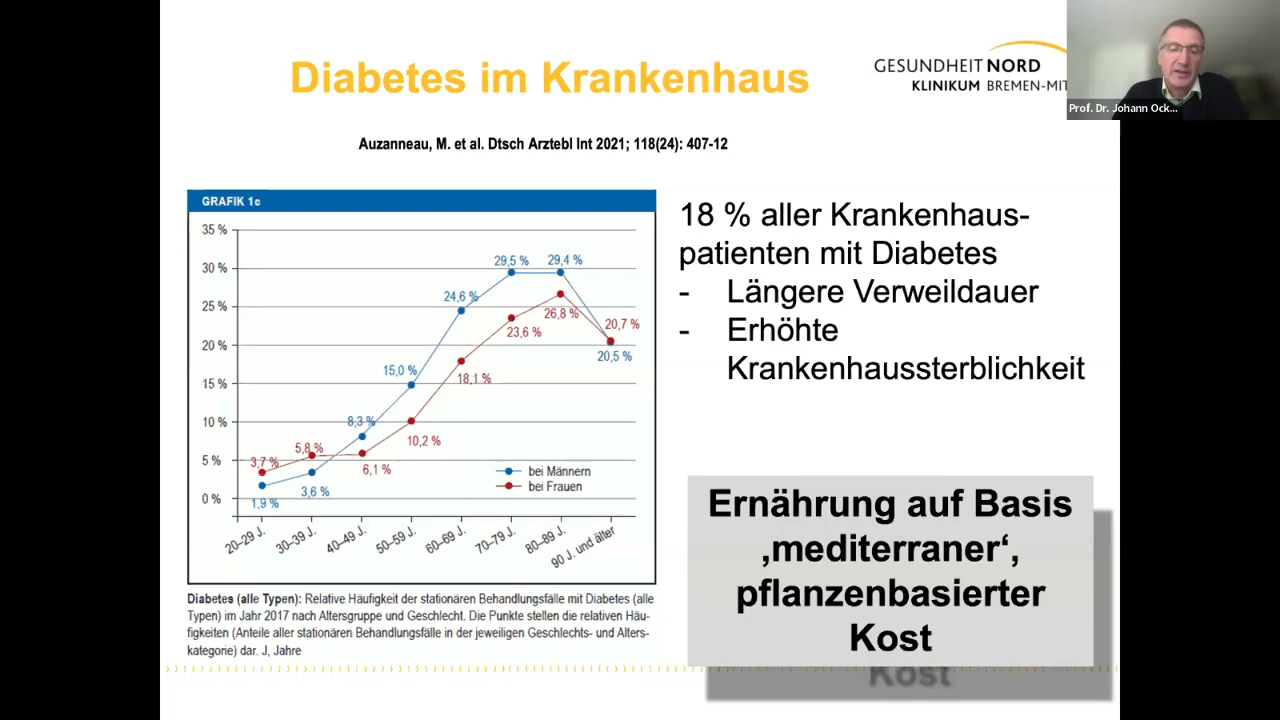 Diabetes im Krankenhaus
GESUNDHEIT NORD
KLINIKUM BREMEN-MIT
Prof. Dr. Johann Ock...
Auzanneau, M. et al. Dtsch Arztebl Int 2021; 118(24): 407-12
GRAFIK 1c
35 %
30 %
25 %
20 %
15 %
10 %
5 %
0 %
29,5 %
29,4 %
24,6 %
26,8 %
23,6 %
20,7 %
20,5 %
15,0 %
18,1 %
8,3 %
10,2 %
5,8 %
6,1 %
3,7 %
3,6 %
1,9 %
bei Männern
bei Frauen
20–29 J.
30–39 J.
40–49 J.
50–59 J.
60–69 J.
70–79 J.
80–89 J.
90 J. und älter
Diabetes (alle Typen): Relative Häufigkeit der stationären Behandlungsfälle mit Diabetes (alle
Typen) im Jahr 2017 nach Altersgruppe und Geschlecht. Die Punkte stellen die relativen Häu-
figkeiten (Anteile aller stationären Behandlungsfälle in der jeweiligen Geschlechts- und Alters-
kategorie) dar. J, Jahre
18 % aller Krankenhaus-
patienten mit Diabetes
- Längere Verweildauer
- Erhöhte
Krankenhaussterblichkeit
Ernährung auf Basis
‚mediterraner‘,
pflanzenbasierter
Kost
Kost